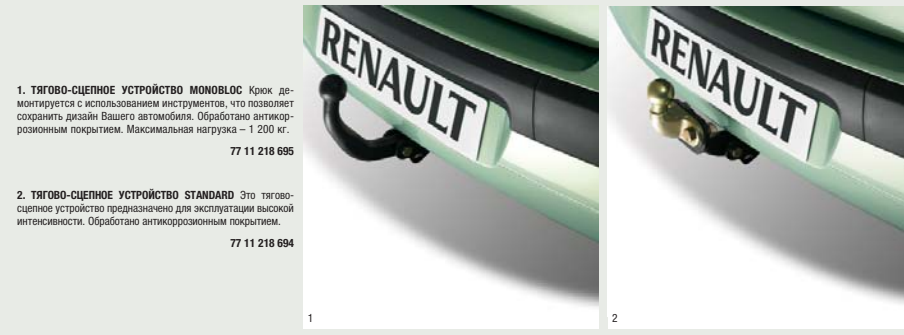 1. ТЯГОВО-СЦЕПНОЕ УСТРОЙСТВО MONOBLOC Крюк де-
монтируется с использованием инструментов, что позволяет
сохранить дизайн Вашего автомобиля. Обработано антикор-
розионным покрытием. Максимальная нагрузка – 1 200 кг.
77 11 218 695
2. ТЯГОВО-СЦЕПНОЕ УСТРОЙСТВО STANDARD Это тягово-
сцепное устройство предназначено для эксплуатации высокой
интенсивности. Обработано антикоррозионным покрытием.
77 11 218 694
RENAULT
1
RENAULT
2